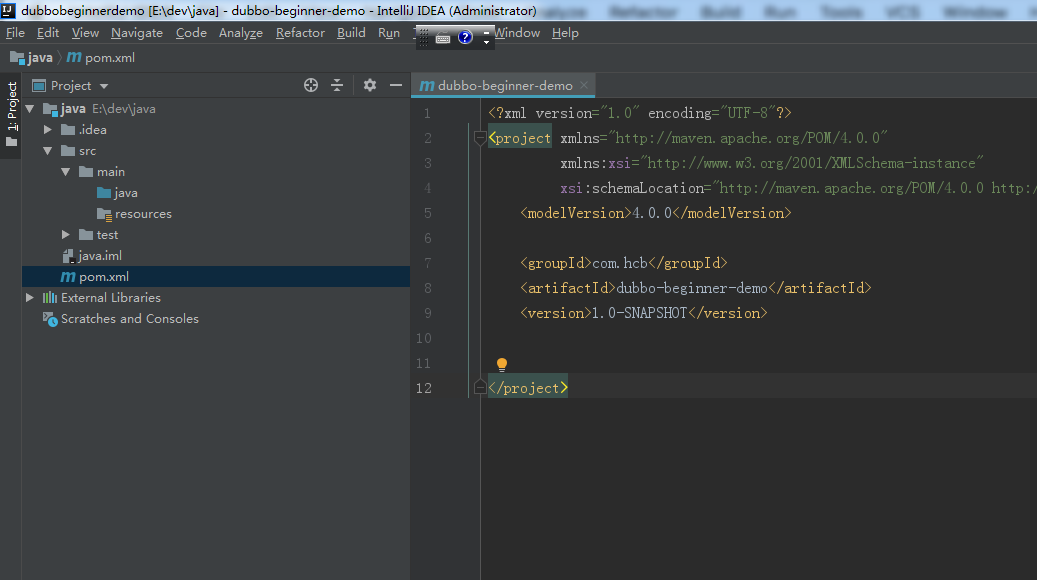 dubbobeginnerdemo [E:\dev\java] - dubbo-beginner-demo - IntelliJ IDEA (Administrator)
File Edit View Navigate Code Analyze Refactor Build Run Window Help
java pom.xml
1: Project
Project
dubbo-beginner-demo
java E:\dev\java
.idea
src
main
java
resources
test
java.iml
pom.xml
External Libraries
Scratches and Consoles
1 <?xml version="1.0" encoding="UTF-8"?>
2 <project xmlns="http://maven.apache.org/POM/4.0.0"
3 xmlns:xsi="http://www.w3.org/2001/XMLSchema-instance"
4 xsi:schemaLocation="http://maven.apache.org/POM/4.0.0 http:/
5 <modelVersion>4.0.0</modelVersion>
6
7 <groupId>com.hcb</groupId>
8 <artifactId>dubbo-beginner-demo</artifactId>
9 <version>1.0-SNAPSHOT</version>
10
11
12 </project>